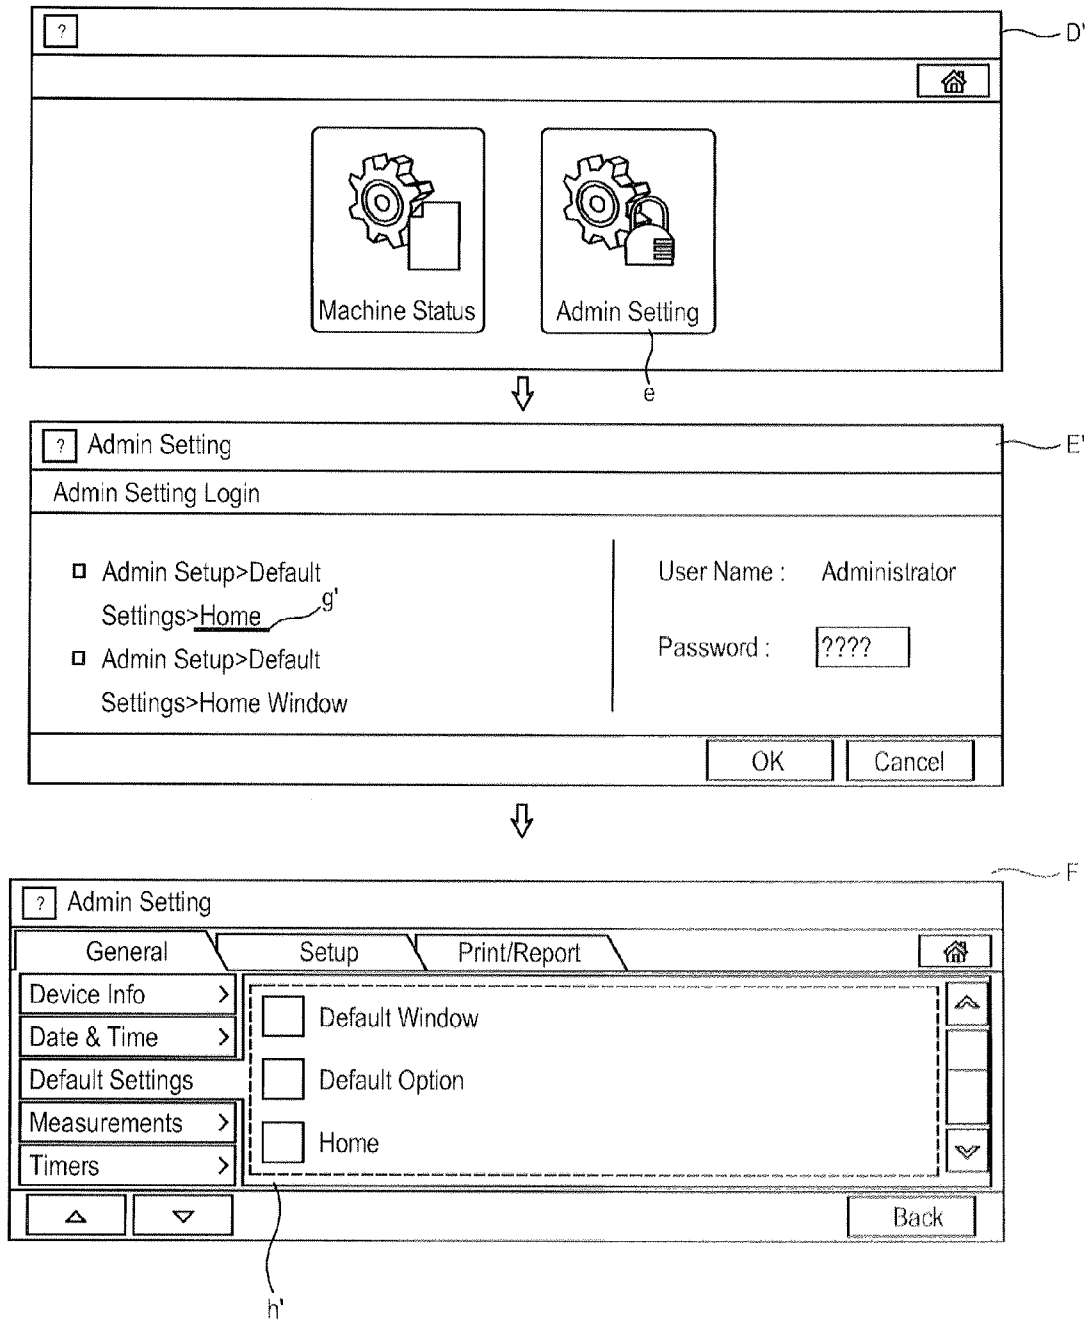 ?
D'
Machine Status
Admin Setting
e
? Admin Setting
E'
Admin Setting Login
Admin Setup>Default
Settings>Home
g'
Admin Setup>Default
Settings>Home Window
User Name : Administrator
Password : ????
OK Cancel
F
? Admin Setting
General Setup Print/Report
Device Info >
Date & Time >
Default Settings
Measurements >
Timers >
Default Window
Default Option
Home
Back
h'